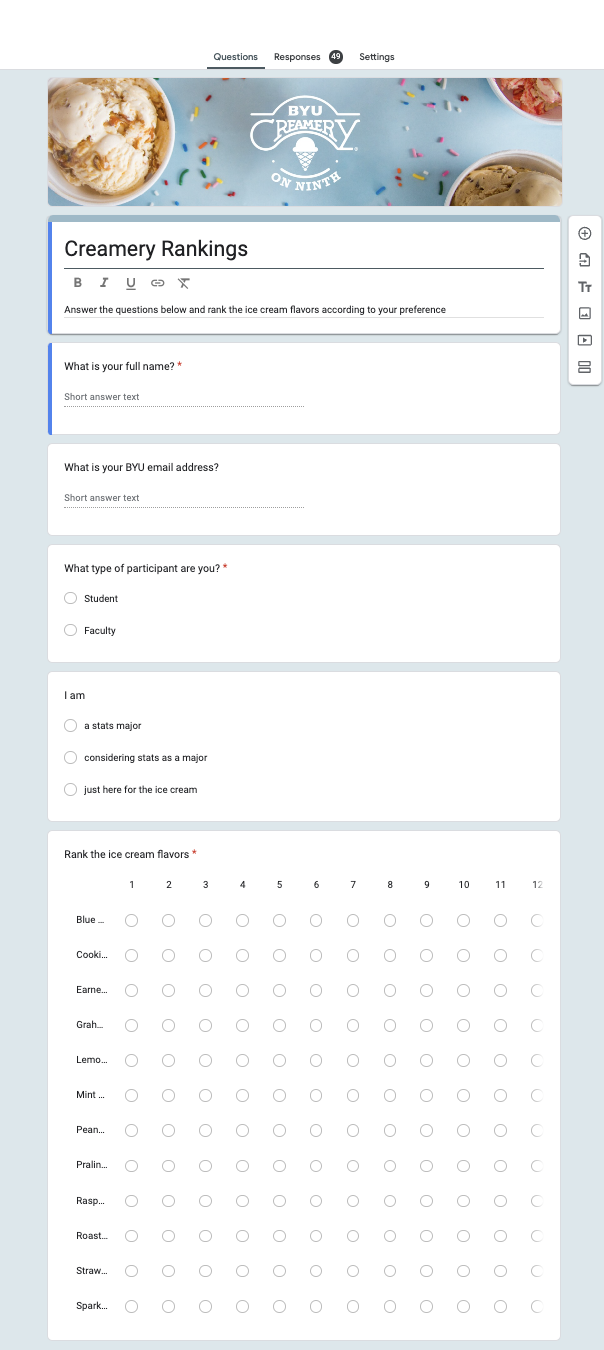 Questions Responses 49 Settings
BYU
CREAMERY
ON NINTH
Creamery Rankings
B I U
Answer the questions below and rank the ice cream flavors according to your preference
What is your full name? *
Short answer text
What is your BYU email address?
Short answer text
What type of participant are you? *
Student
Faculty
I am
a stats major
considering stats as a major
just here for the ice cream
Rank the ice cream flavors *
1 2 3 4 5 6 7 8 9 10 11 12
Blue ...
Cooki...
Earne...
Grah...
Lemo...
Mint ...
Pean...
Pralin...
Rasp...
Roast...
Straw...
Spark...